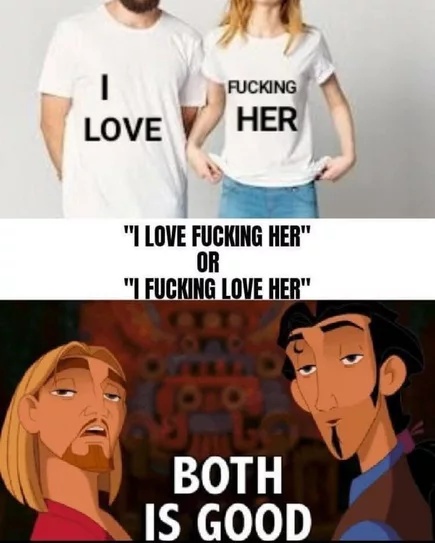 I
LOVE
FUCKING
HER
"I LOVE FUCKING HER"
OR
"I FUCKING LOVE HER"
BOTH
IS GOOD